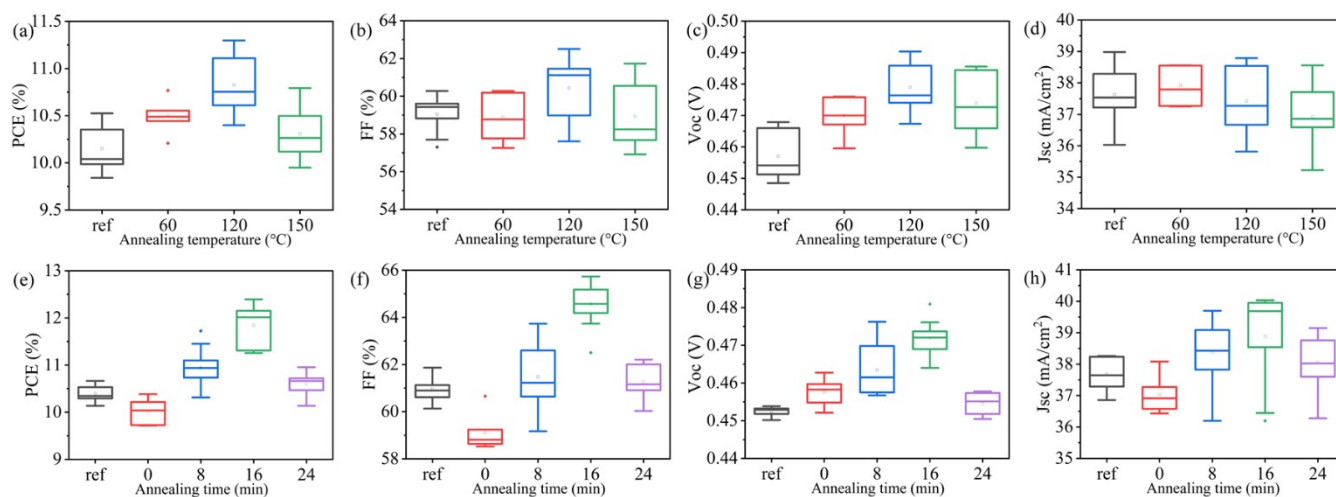 (a)
PCE (%)
11.5
11.0
10.5
10.0
9.5
ref 60 120 150
Annealing temperature (°C)
(b)
FF (%)
64
62
60
58
56
54
ref 60 120 150
Annealing temperature (°C)
(c)
Voc (V)
0.50
0.49
0.48
0.47
0.46
0.45
0.44
ref 60 120 150
Annealing temperature (°C)
(d)
Jsc (mA/cm²)
41
40
39
38
37
36
35
34
ref 60 120 150
Annealing temperature (°C)
(e)
PCE (%)
13
12
11
10
9
ref 0 8 16 24
Annealing time (min)
(f)
FF (%)
66
64
62
60
58
ref 0 8 16 24
Annealing time (min)
(g)
Voc (V)
0.49
0.48
0.47
0.46
0.45
0.44
ref 0 8 16 24
Annealing time (min)
(h)
Jsc (mA/cm²)
41
40
39
38
37
36
35
ref 0 8 16 24
Annealing time (min)